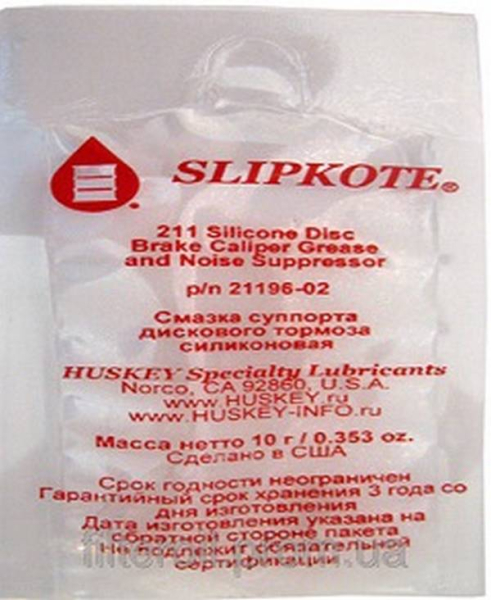 SLIPKOTE®
211 Silicone Disc
Brake Caliper Grease
and Noise Suppressor
p/n 21196-02
Смазка суппорта
дискового тормоза
силиконовая
HUSKEY Specialty Lubricants
Norco, CA 92860, U.S.A.
www.HUSKEY.ru
www.HUSKEY-INFO.ru
Масса нетто 10 г / 0.353 oz.
Сделано в США
Срок годности неограничен
Гарантийный срок хранения 3 года со
дня изготовления
Дата изготовления указана на
обратной стороне пакета
Не подлежит обязательной
сертификации